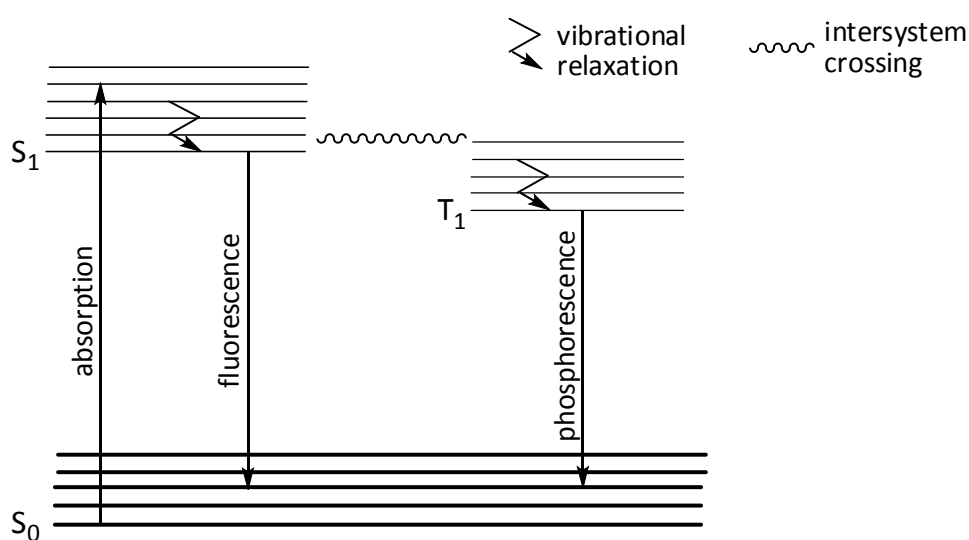 vibrational
relaxation
intersystem
crossing
S1
T1
absorption
fluorescence
phosphorescence
S0